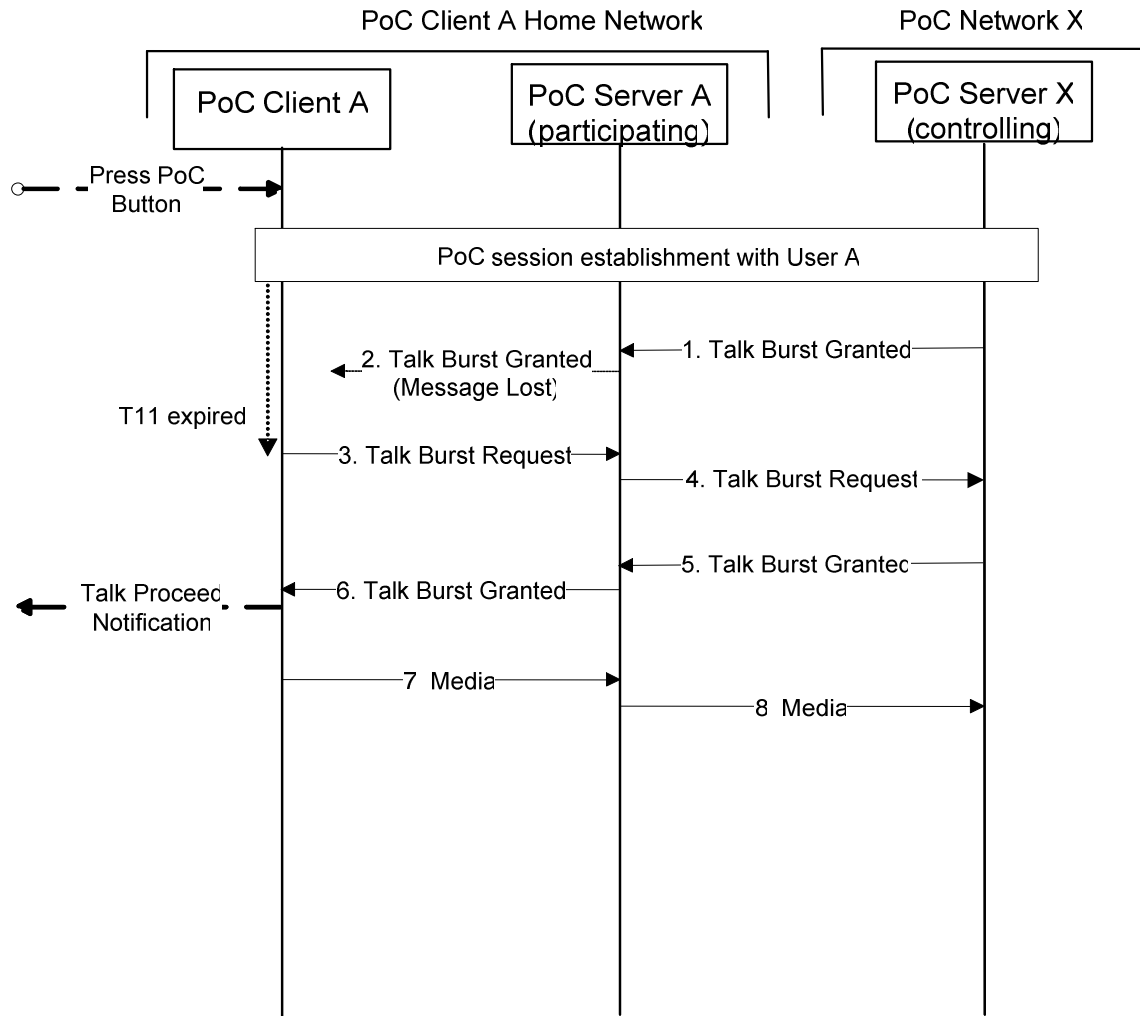 PoC Client A Home Network
PoC Network X
PoC Client A
PoC Server A
(participating)
PoC Server X
(controlling)
Press PoC
Button
PoC session establishment with User A
1. Talk Burst Granted
2. Talk Burst Granted
(Message Lost)
T11 expired
3. Talk Burst Request
4. Talk Burst Request
5. Talk Burst Granted
6. Talk Burst Granted
Talk Proceed
Notification
7 Media
8 Media